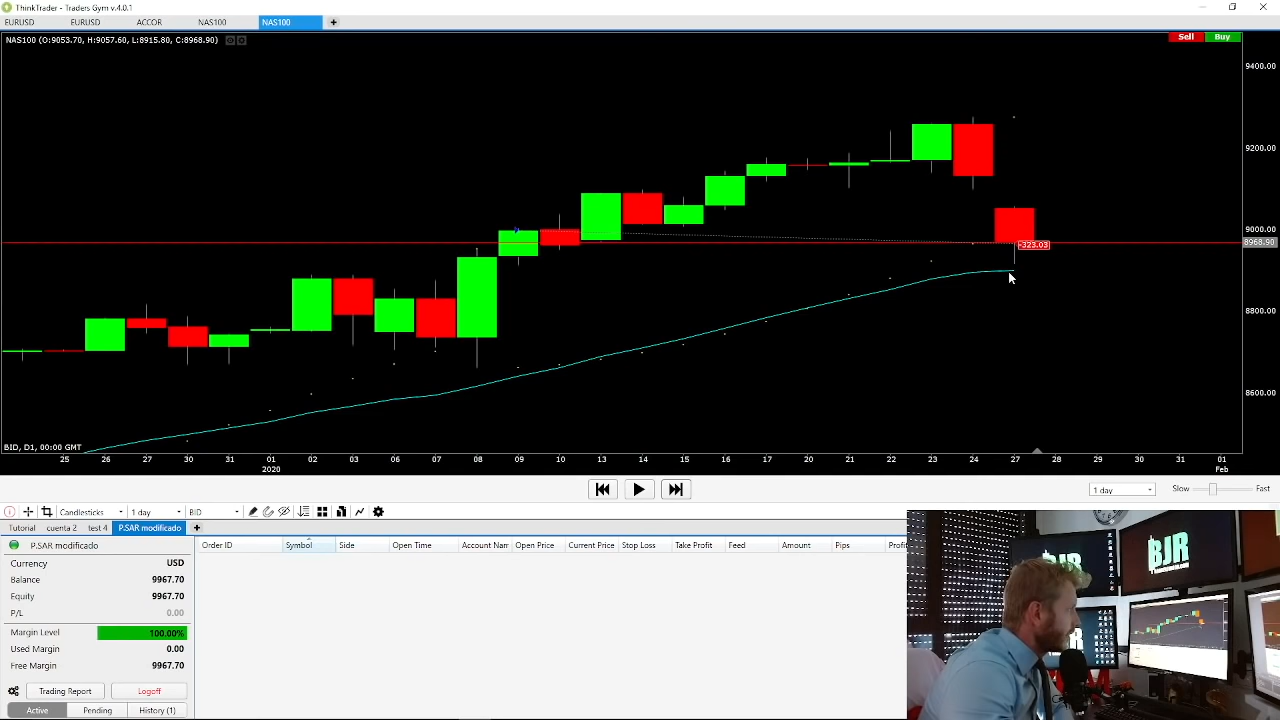 ThinkTrader - Traders Gym v.4.0.1
EURUSD EURUSD ACCOR NAS100 NAS100 +
NAS100 (O:9053.70, H:9057.60, L:8915.80, C:8968.90)
Sell Buy
9400.00
9200.00
9000.00
8968.90
-323.03
8800.00
8600.00
BID, D1, 00:00 GMT
25 26 27 30 31 01 02 03 06 07 08 09 10 13 14 15 16 17 20 21 22 23 24 27 28 29 30 31 01
2020 Feb
1 day Slow Fast
Candlesticks 1 day BID
Tutorial cuenta 2 test 4 P.SAR modificado +
P.SAR modificado
Order ID Symbol Side Open Time Account Nam Open Price Current Price Stop Loss Take Profit Feed Amount Pips Profi
Currency USD
Balance 9967.70
Equity 9967.70
P/L 0.00
Margin Level 100.00%
Used Margin 0.00
Free Margin 9967.70
Trading Report Logoff
Active Pending History (1)
BJR
BJR